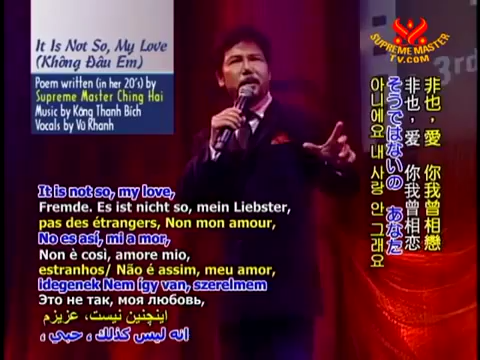 It Is Not So, My Love
(Không Đâu Em)
Poem written (in her 20's) by
Supreme Master Ching Hai
Music by Kông Thanh Bích
Vocals by Vũ Khanh
SUPREME MASTER
TV.com
3rd
It is not so, my love,
Fremde. Es ist nicht so, mein Liebster,
pas des étrangers, Non mon amour,
No es así, mi a mor,
Non è così, amore mio,
estranhos/ Não é assim, meu amor,
idegenek Nem így van, szerelmem
Это не так, моя любовь,
اینچنین نیست، عزیزم
انه ليس كذلك ، حبي ،
非也，愛 你我曾相戀
非也，爱 你我曾相恋
そうではないの あなた
아니에요 내 사랑 안 그래요